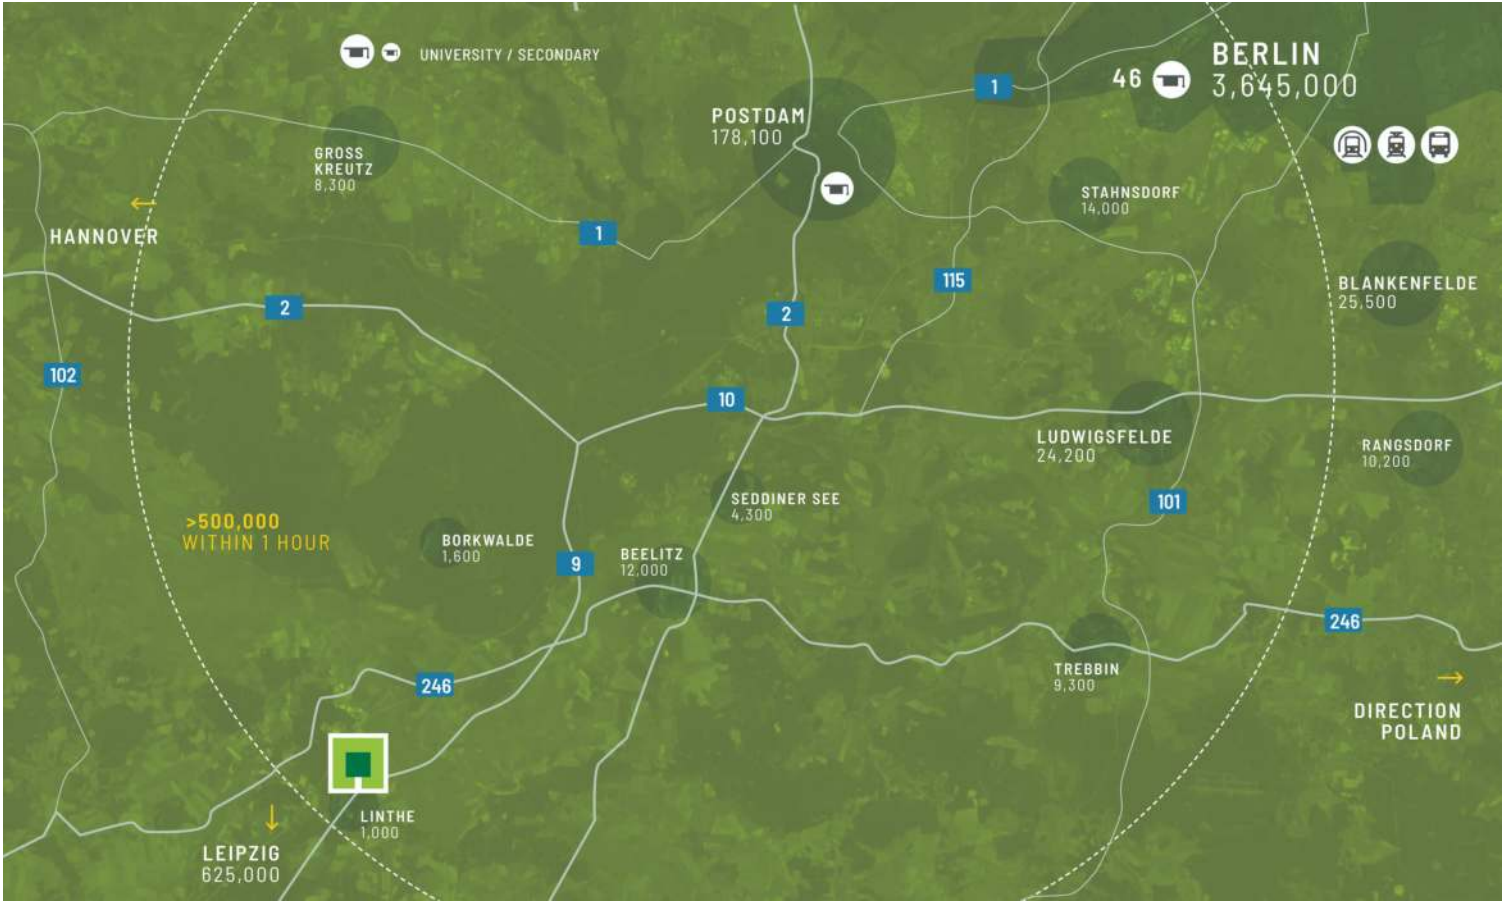 UNIVERSITY / SECONDARY
BERLIN
46
3,645,000
1
POSTDAM
178,100
GROSS
KREUTZ
8,300
STAHNSDORF
14,000
HANNOVER
1
115
BLANKENFELDE
25,500
2
2
102
10
LUDWIGSFELDE
24,200
RANGSDORF
10,200
SEDDINER SEE
4,300
101
>500,000
WITHIN 1 HOUR
BORKWALDE
1,600
BEELITZ
12,000
9
246
TREBBIN
9,300
246
DIRECTION
POLAND
LINTHE
1,000
LEIPZIG
625,000